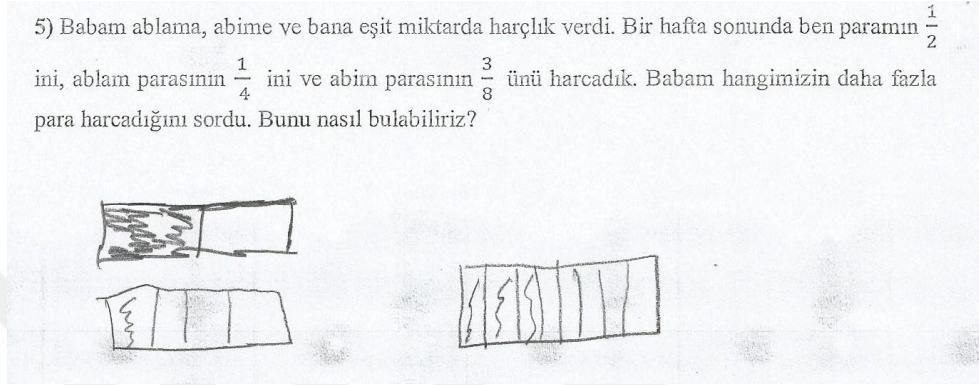 5) Babam ablama, abime ve bana eşit miktarda harçlık verdi. Bir hafta sonunda ben paramın 1/2
ini, ablam parasının 1/4 ini ve abim parasının 3/8 ünü harcadık. Babam hangimizin daha fazla
para harcadığını sordu. Bunu nasıl bulabiliriz?